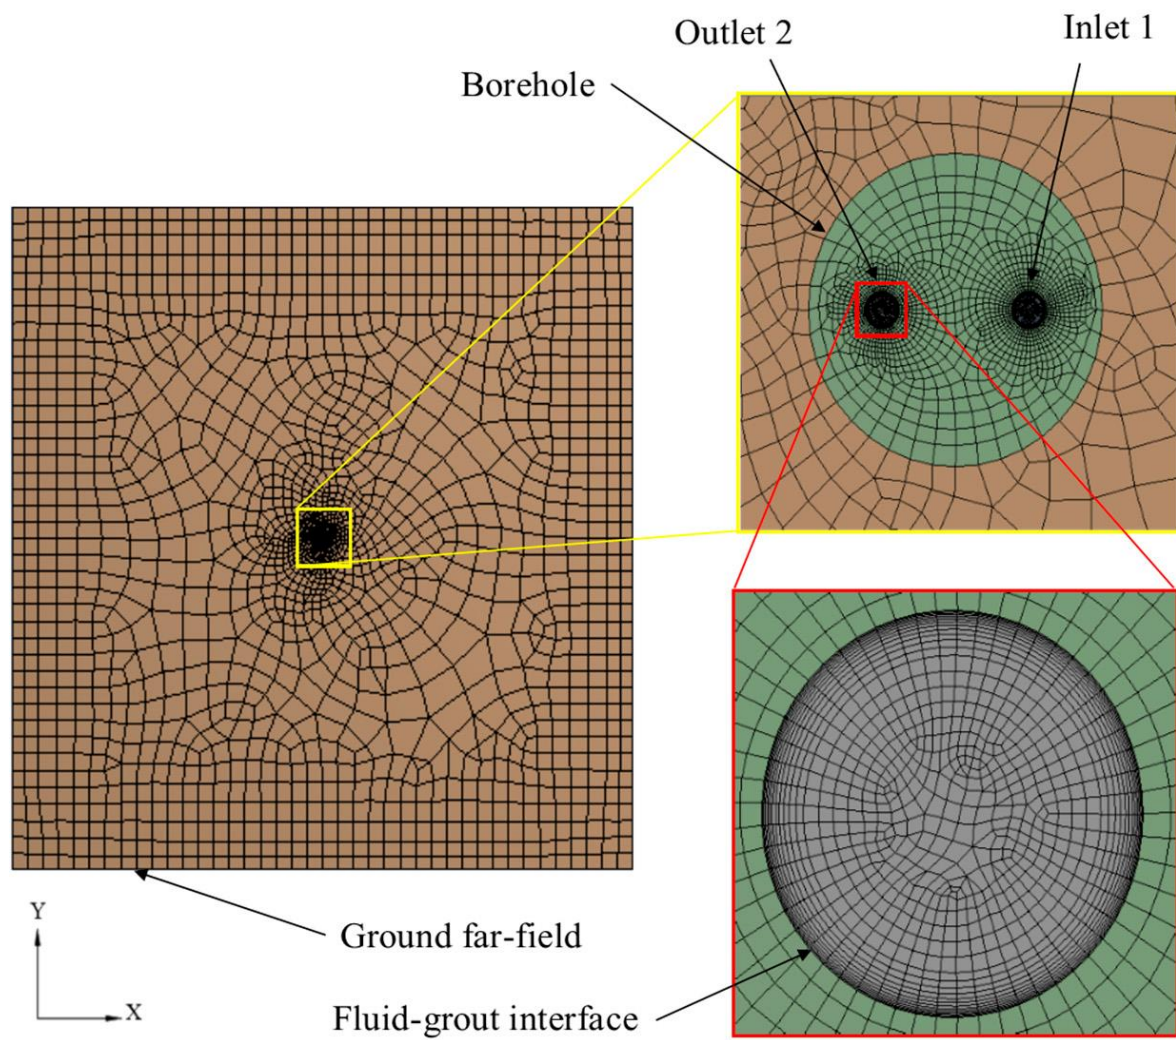 Inlet 1
Outlet 2
Borehole
Ground far-field
Y
X
Fluid-grout interface